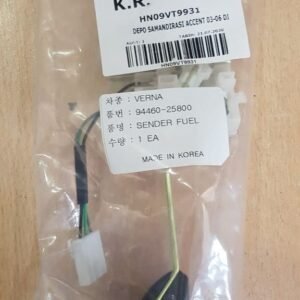 K.R.
HN09VT9931
DEPO SAMANDIRASI ACCENT 03-06 DI
HN09VT9931
차종 : VERNA
품번 : 94460-25800
품명 : SENDER FUEL
수량 : 1 EA
MADE IN KOREA